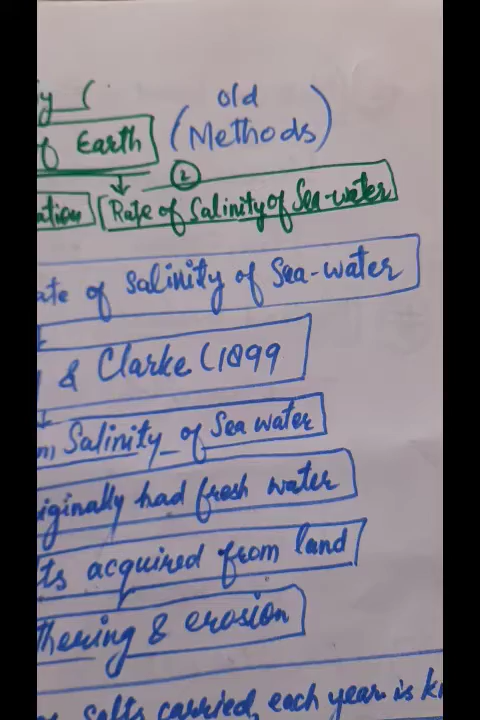 old
(Methods)
of Earth
2
Rate of Salinity of Sea-water
ate of Salinity of Sea-water
& Clarke (1899
m Salinity of Sea water
iginally had fresh water
ts acquired from land
thering & erosion
salts carried, each year is k